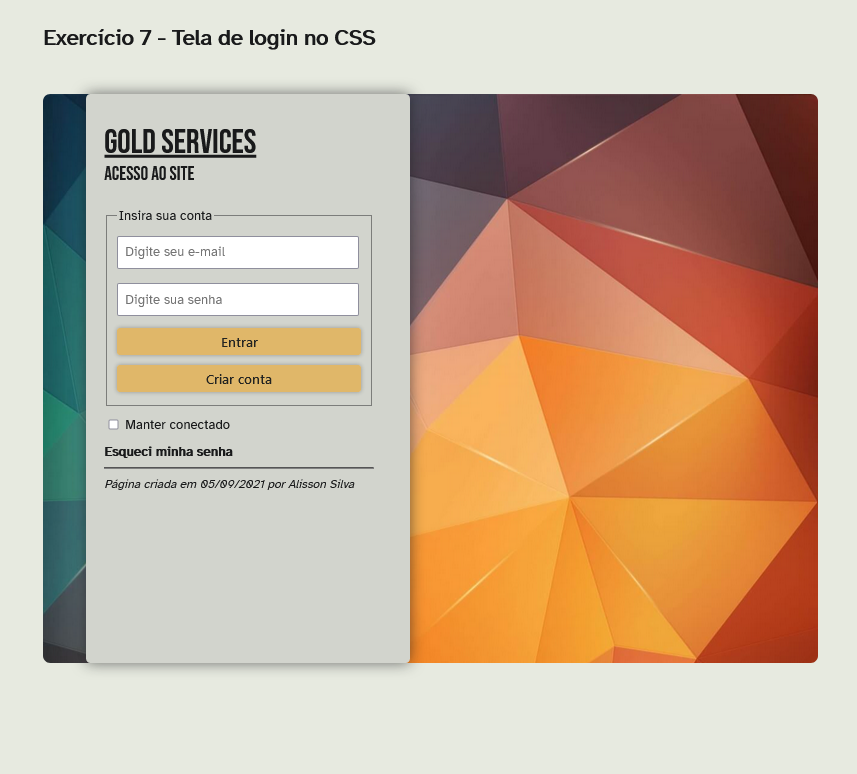 Exercício 7 - Tela de login no CSS
GOLD SERVICES
ACESSO AO SITE
Insira sua conta
Digite seu e-mail
Digite sua senha
Entrar
Criar conta
Manter conectado
Esqueci minha senha
Página criada em 05/09/2021 por Alisson Silva